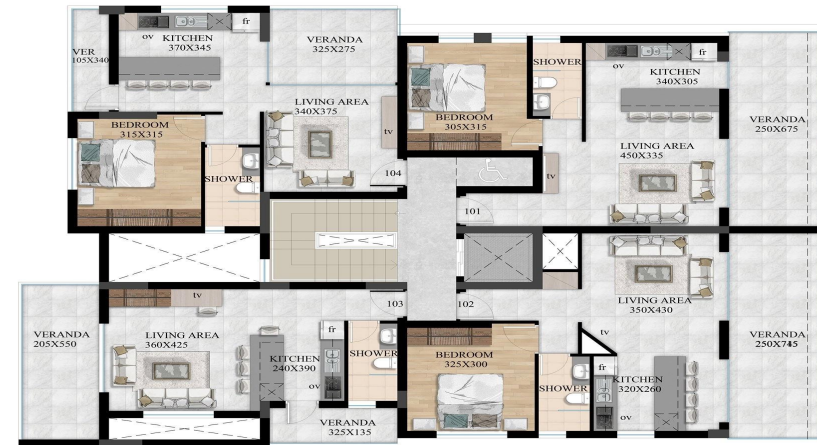 KITCHEN
370X345
ov
fr
VER
105X340
VERANDA
325X275
LIVING AREA
340X375
tv
BEDROOM
315X315
SHOWER
104
BEDROOM
305X315
SHOWER
ov
fr
KITCHEN
340X305
VERANDA
250X675
LIVING AREA
450X335
tv
101
103
102
VERANDA
205X550
tv
LIVING AREA
360X425
fr
KITCHEN
240X390
ov
SHOWER
VERANDA
325X135
BEDROOM
325X300
SHOWER
LIVING AREA
350X430
tv
fr
KITCHEN
320X260
ov
VERANDA
250X745